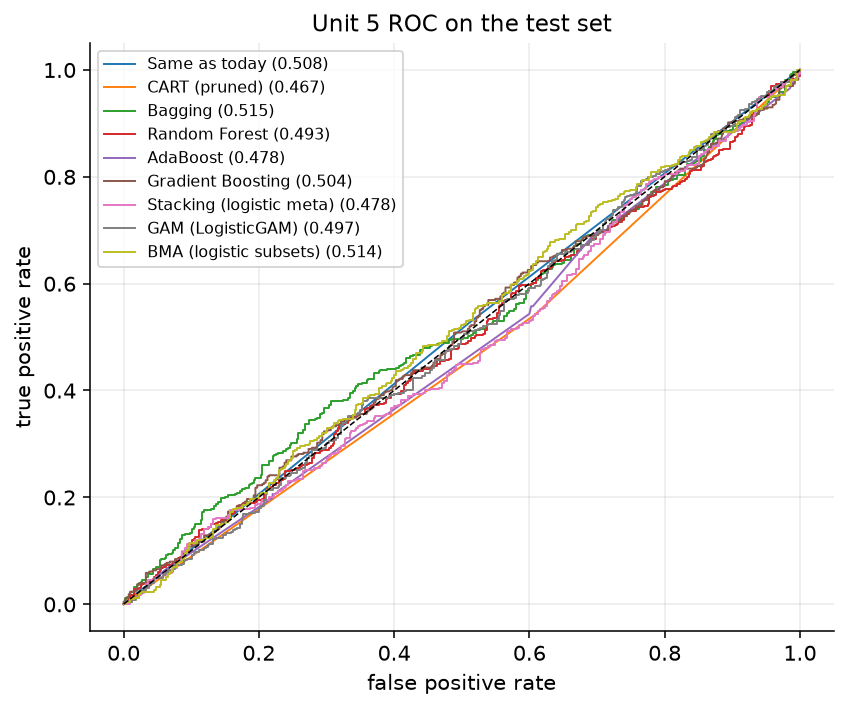 Unit 5 ROC on the test set
Same as today (0.508)
CART (pruned) (0.467)
Bagging (0.515)
Random Forest (0.493)
AdaBoost (0.478)
Gradient Boosting (0.504)
Stacking (logistic meta) (0.478)
GAM (LogisticGAM) (0.497)
BMA (logistic subsets) (0.514)
true positive rate
1.0
0.8
0.6
0.4
0.2
0.0
0.0 0.2 0.4 0.6 0.8 1.0
false positive rate